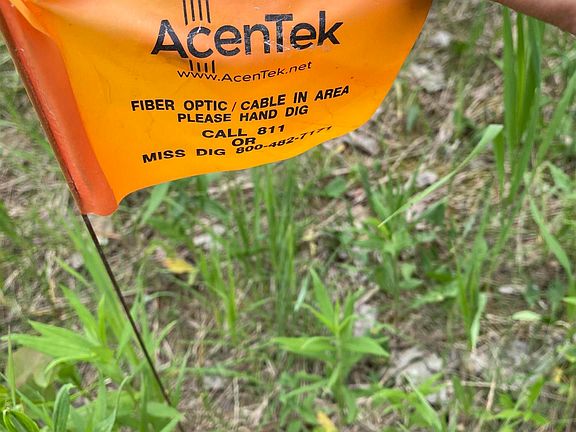 AcenTek
www.AcenTek.net
FIBER OPTIC / CABLE IN AREA
PLEASE HAND DIG
CALL 811
OR
MISS DIG 800-482-7171